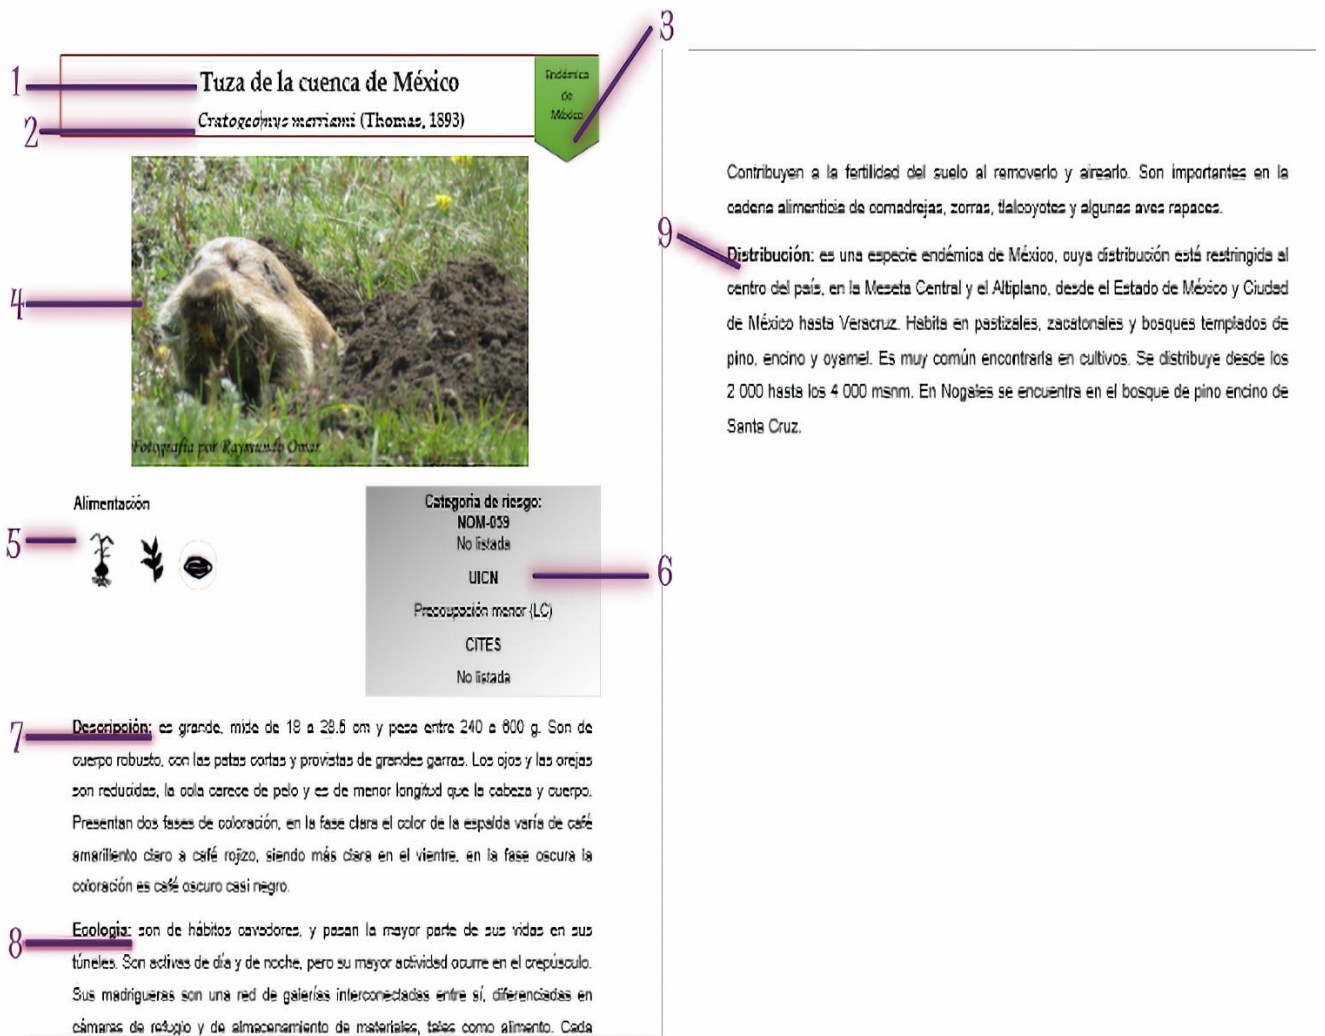 3
1
Tuza de la cuenca de México
Endémica
de
México
2
Cratogeomys merriami (Thomas, 1893)
4
Fotografía por Raymundo Omar
Alimentación
5
Categoría de riesgo:
NOM-059
No listada
UICN
6
Preocupación menor (LC)
CITES
No listada
7
Descripción: es grande, mide de 18 a 28.5 cm y pesa entre 240 a 600 g. Son de
cuerpo robusto, con las patas cortas y provistas de grandes garras. Los ojos y las orejas
son reducidas, la cola carece de pelo y es de menor longitud que la cabeza y cuerpo.
Presentan dos fases de coloración, en la fase clara el color de la espalda varía de café
amarillento claro a café rojizo, siendo más clara en el vientre, en la fase oscura la
coloración es café oscuro casi negro.
8
Ecología: son de hábitos cavadores, y pasan la mayor parte de sus vidas en sus
túneles. Son activas de día y de noche, pero su mayor actividad ocurre en el crepúsculo.
Sus madrigueras son una red de galerías interconectadas entre sí, diferenciadas en
cámaras de refugio y de almacenamiento de materiales, tales como alimento. Cada
Contribuyen a la fertilidad del suelo al removerlo y airearlo. Son importantes en la
cadena alimenticia de comadrejas, zorras, tlalcoyotes y algunas aves rapaces.
9
Distribución: es una especie endémica de México, cuya distribución está restringida al
centro del país, en la Meseta Central y el Altiplano, desde el Estado de México y Ciudad
de México hasta Veracruz. Habita en pastizales, zacatonales y bosques templados de
pino, encino y oyamel. Es muy común encontrarla en cultivos. Se distribuye desde los
2 000 hasta los 4 000 msnm. En Nogales se encuentra en el bosque de pino encino de
Santa Cruz.